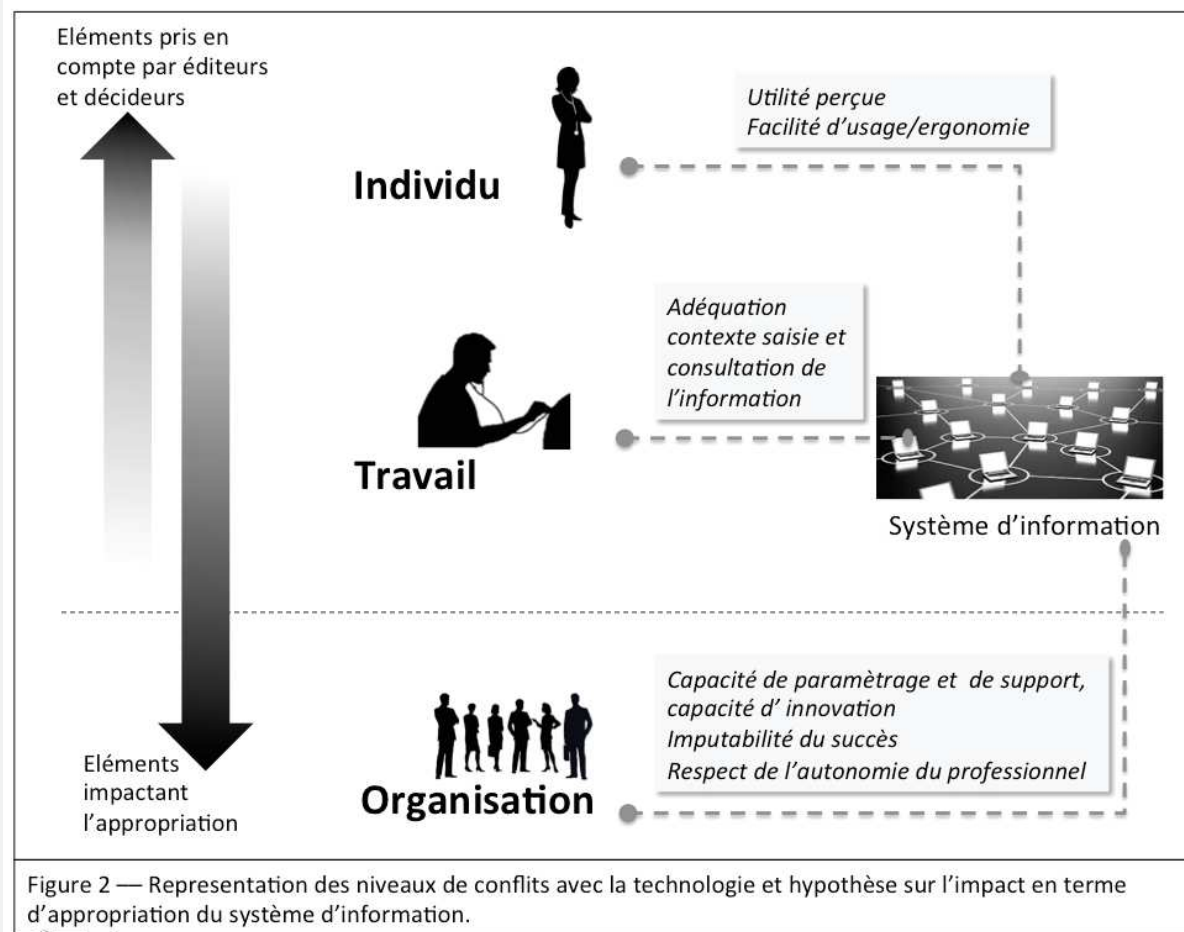 Eléments pris en
compte par éditeurs
et décideurs
Utilité perçue
Facilité d'usage/ergonomie
Individu
Adéquation
contexte saisie et
consultation de
l'information
Travail
Système d'information
Capacité de paramètrage et de support,
capacité d' innovation
Imputabilité du succès
Respect de l'autonomie du professionnel
Eléments
impactant
l'appropriation
Organisation
Figure 2 — Representation des niveaux de conflits avec la technologie et hypothèse sur l'impact en terme
d'appropriation du système d'information.